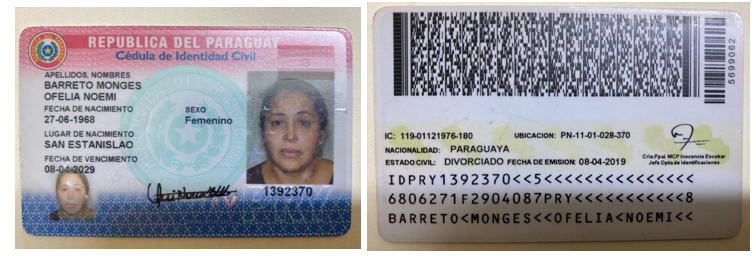 REPUBLICA DEL PARAGUAY
Cédula de Identidad Civil
APELLIDOS, NOMBRES
BARRETO MONGES
OFELIA NOEMI
FECHA DE NACIMIENTO
27-06-1968
SEXO
Femenino
LUGAR DE NACIMIENTO
SAN ESTANISLAO
FECHA DE VENCIMIENTO
08-04-2029
1392370
5699062
IC: 119-01121976-180 UBICACION: PN-11-01-028-370
NACIONALIDAD: PARAGUAYA
ESTADO CIVIL: DIVORCIADO FECHA DE EMISION: 08-04-2019
Crio.Ppal. MCP Inocencia Escobar
Jefa Dpto de Identificaciones
IDPRY1392370<<5<<<<<<<<<<<<<<<
6806271F2904087PRY<<<<<<<<<<<8
BARRETO<MONGES<<OFELIA<NOEMI<<